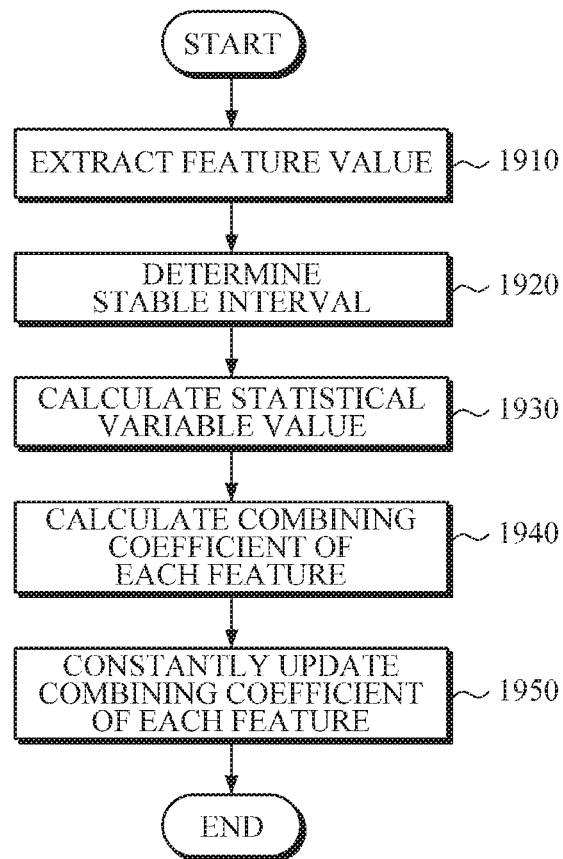 START
EXTRACT FEATURE VALUE
1910
DETERMINE
STABLE INTERVAL
1920
CALCULATE STATISTICAL
VARIABLE VALUE
1930
CALCULATE COMBINING
COEFFICIENT OF
EACH FEATURE
1940
CONSTANTLY UPDATE
COMBINING COEFFICIENT
OF EACH FEATURE
1950
END